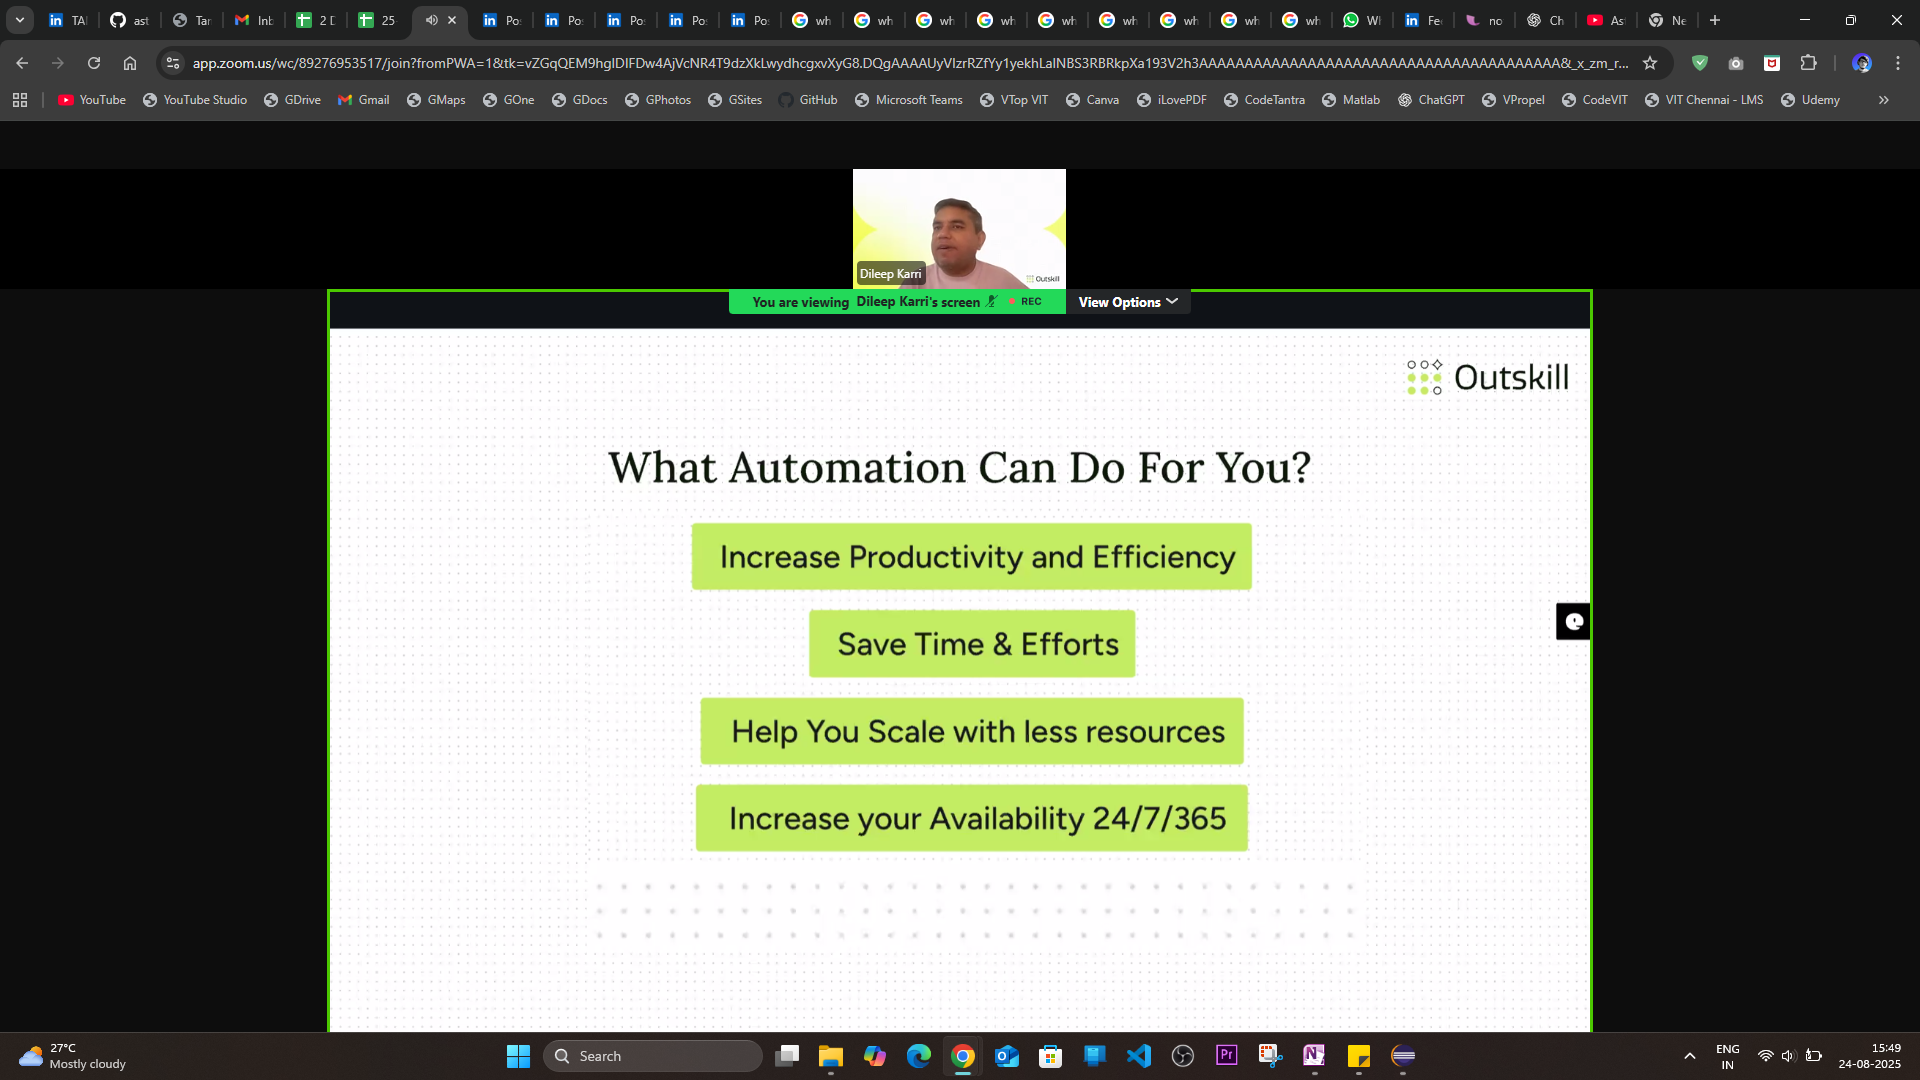 TA
ast
Tar
Inb
2 D
25
Po
Po
Po
Po
Po
wh
wh
wh
wh
wh
wh
wh
wh
wh
Wh
Fee
no
Ch
As
Ne
app.zoom.us/wc/89276953517/join?fromPWA=1&tk=
YouTube
YouTube Studio
GDrive
Gmail
GMaps
GOne
GDocs
GPhotos
GSites
GitHub
Microsoft Teams
VTop VIT
Canva
iLovePDF
CodeTantra
Matlab
ChatGPT
VPropel
CodeVIT
VIT Chennai - LMS
Udemy
Dileep Karri
Outskill
You are viewing Dileep Karri's screen REC
View Options
Outskill
What Automation Can Do For You?
Increase Productivity and Efficiency
Save Time & Efforts
Help You Scale with less resources
Increase your Availability 24/7/365
27°C
Mostly cloudy
Search
Pr
N
ENG
IN
15:49
24-08-2025